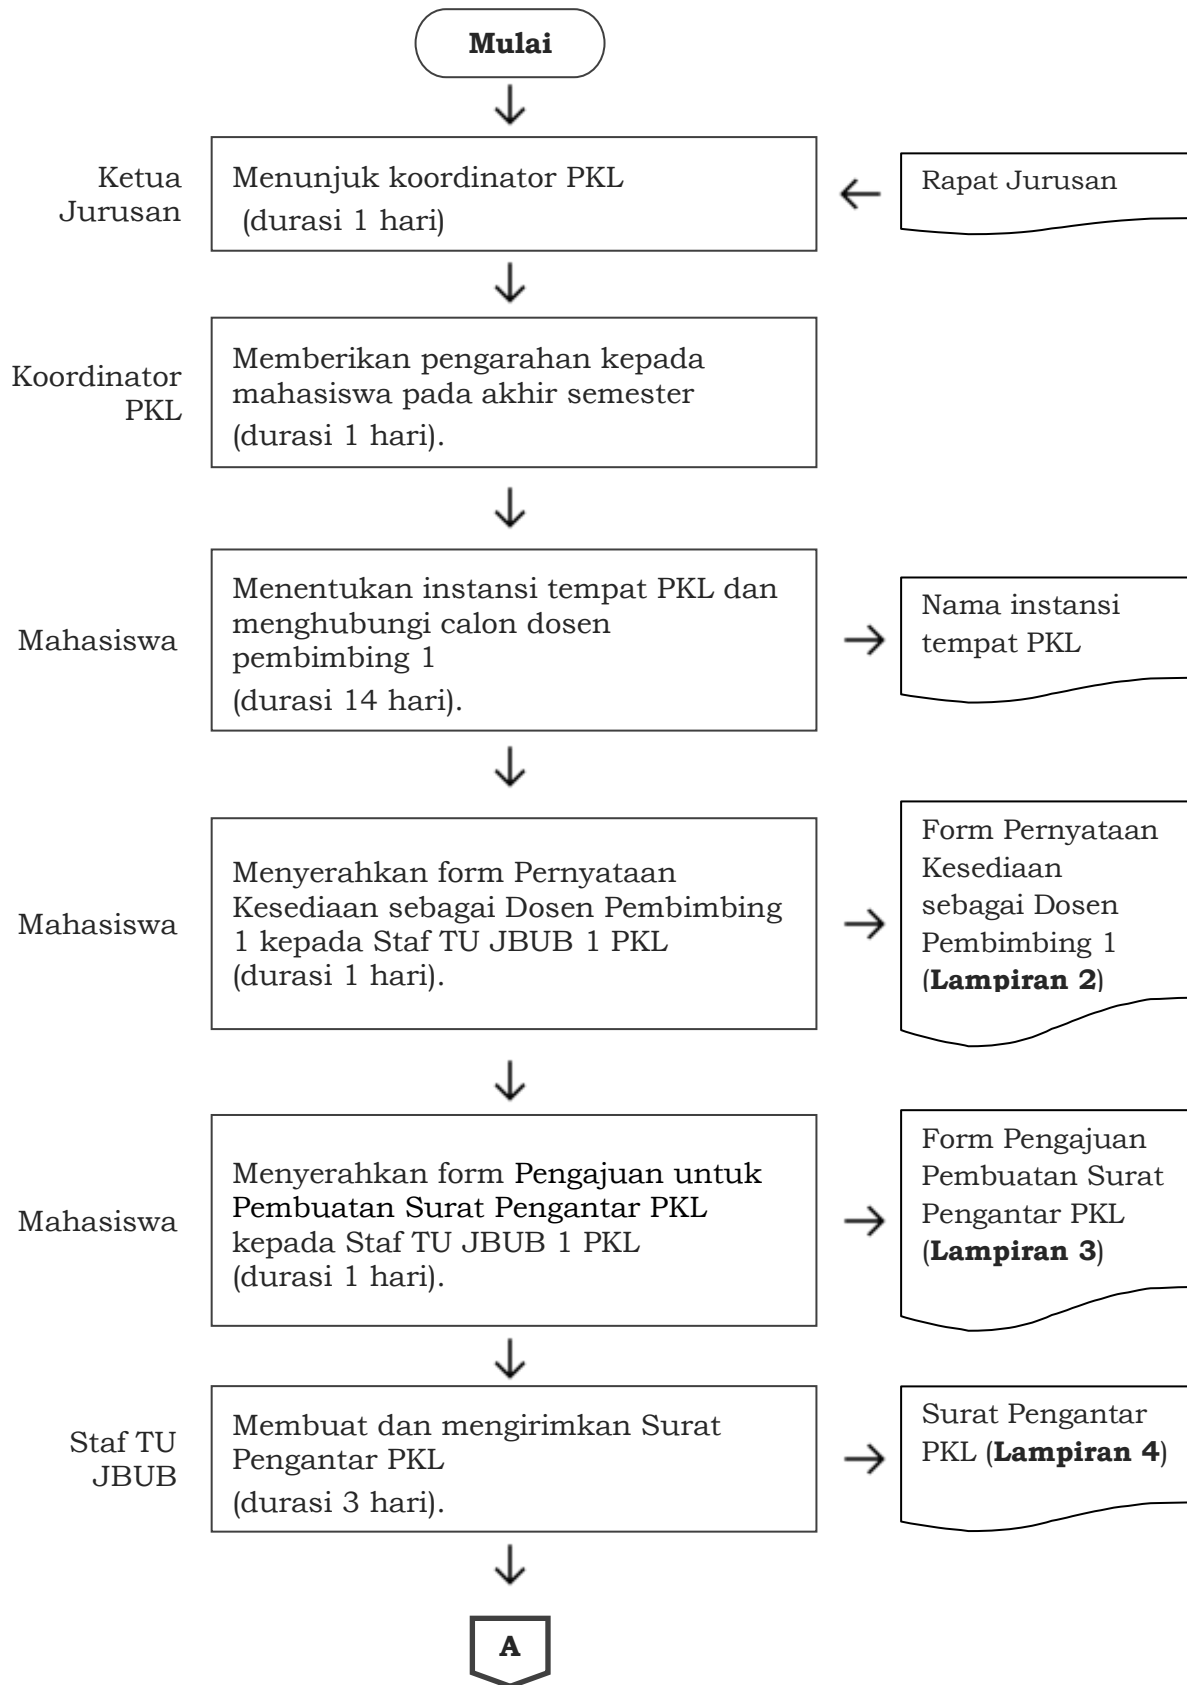 Mulai
Ketua
Jurusan
Menunjuk koordinator PKL
(durasi 1 hari)
Rapat Jurusan
Koordinator
PKL
Memberikan pengarahan kepada
mahasiswa pada akhir semester
(durasi 1 hari).
Mahasiswa
Menentukan instansi tempat PKL dan
menghubungi calon dosen
pembimbing 1
(durasi 14 hari).
Nama instansi
tempat PKL
Mahasiswa
Menyerahkan form Pernyataan
Kesediaan sebagai Dosen Pembimbing
1 kepada Staf TU JBUB 1 PKL
(durasi 1 hari).
Form Pernyataan
Kesediaan
sebagai Dosen
Pembimbing 1
(Lampiran 2)
Mahasiswa
Menyerahkan form Pengajuan untuk
Pembuatan Surat Pengantar PKL
kepada Staf TU JBUB 1 PKL
(durasi 1 hari).
Form Pengajuan
Pembuatan Surat
Pengantar PKL
(Lampiran 3)
Staf TU
JBUB
Membuat dan mengirimkan Surat
Pengantar PKL
(durasi 3 hari).
Surat Pengantar
PKL (Lampiran 4)
A